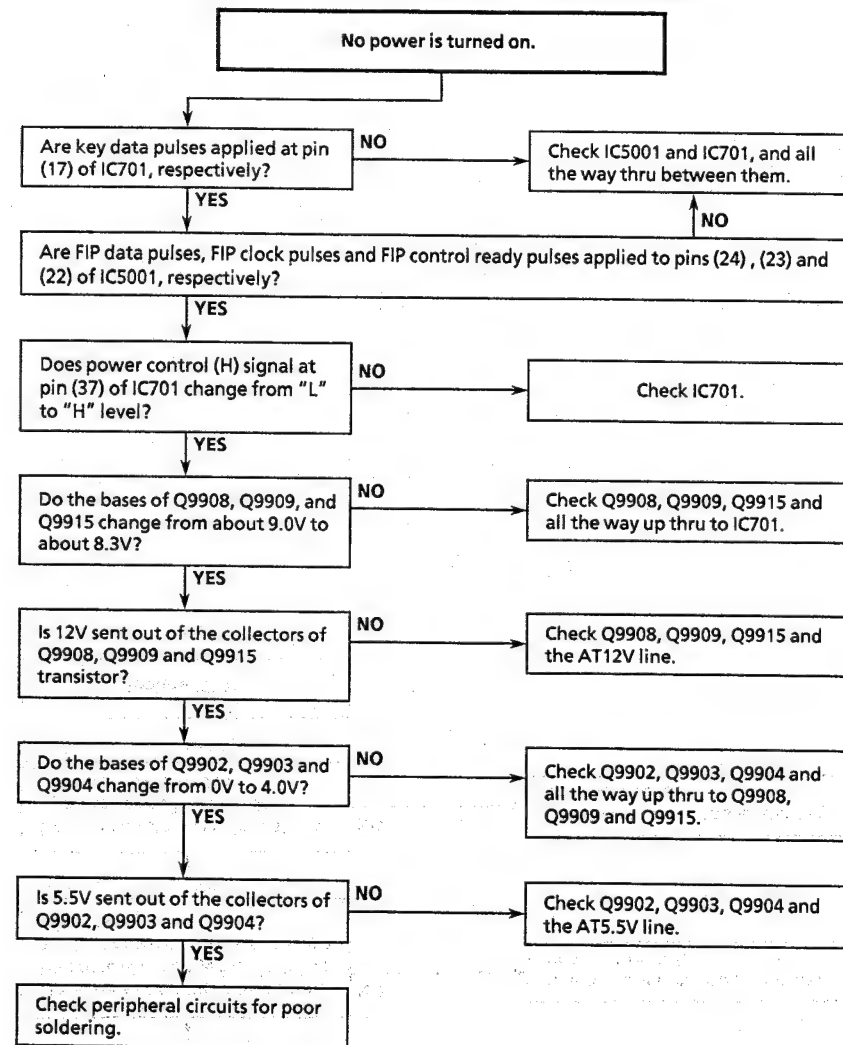 No power is turned on.
Are key data pulses applied at pin
(17) of IC701, respectively?
NO
Check IC5001 and IC701, and all
the way thru between them.
YES
NO
Are FIP data pulses, FIP clock pulses and FIP control ready pulses applied to pins (24) , (23) and
(22) of IC5001, respectively?
YES
Does power control (H) signal at
pin (37) of IC701 change from "L"
to "H" level?
NO
Check IC701.
YES
Do the bases of Q9908, Q9909, and
Q9915 change from about 9.0V to
about 8.3V?
NO
Check Q9908, Q9909, Q9915 and
all the way up thru to IC701.
YES
Is 12V sent out of the collectors of
Q9908, Q9909 and Q9915
transistor?
NO
Check Q9908, Q9909, Q9915 and
the AT12V line.
YES
Do the bases of Q9902, Q9903 and
Q9904 change from 0V to 4.0V?
NO
Check Q9902, Q9903, Q9904 and
all the way up thru to Q9908,
Q9909 and Q9915.
YES
Is 5.5V sent out of the collectors of
Q9902, Q9903 and Q9904?
NO
Check Q9902, Q9903, Q9904 and
the AT5.5V line.
YES
Check peripheral circuits for poor
soldering.